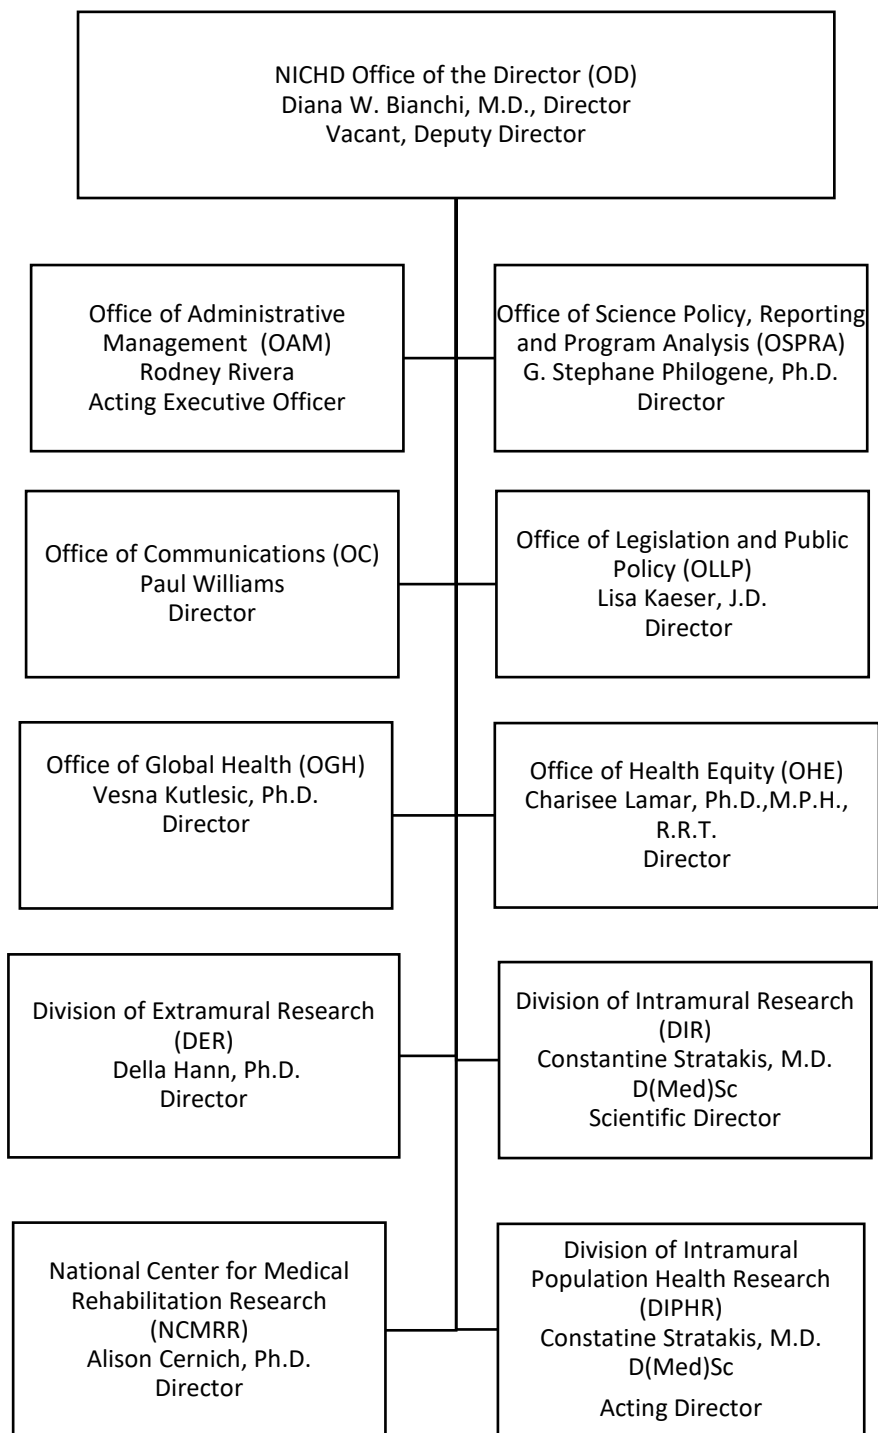 NICHD Office of the Director (OD)
Diana W. Bianchi, M.D., Director
Vacant, Deputy Director
Office of Administrative
Management  (OAM)
Rodney Rivera
Acting Executive Officer
Office of Science Policy, Reporting
and Program Analysis (OSPRA)
G. Stephane Philogene, Ph.D.
Director
Office of Communications (OC)
Paul Williams
Director
Office of Legislation and Public
Policy (OLLP)
Lisa Kaeser, J.D.
Director
Office of Global Health (OGH)
Vesna Kutlesic, Ph.D.
Director
Office of Health Equity (OHE)
Charisee Lamar, Ph.D.,M.P.H.,
R.R.T.
Director
Division of Extramural Research
(DER)
Della Hann, Ph.D.
Director
Division of Intramural Research
(DIR)
Constantine Stratakis, M.D.
D(Med)Sc
Scientific Director
National Center for Medical
Rehabilitation Research
(NCMRR)
Alison Cernich, Ph.D.
Director
Division of Intramural
Population Health Research
(DIPHR)
Constatine Stratakis, M.D.
D(Med)Sc
Acting Director